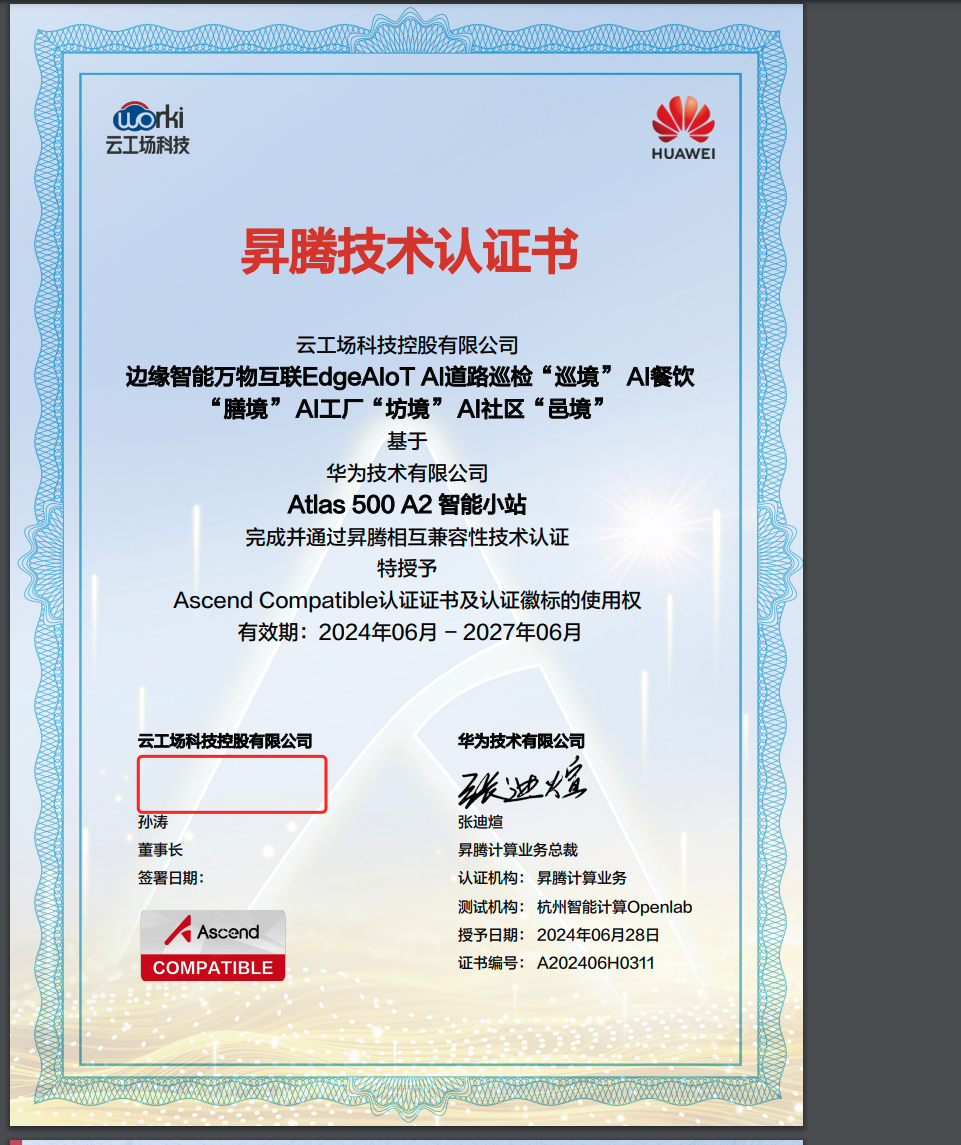 worki
云工场科技
HUAWEI
昇腾技术认证书
云工场科技控股有限公司
边缘智能万物互联EdgeAIoT AI道路巡检“巡境” AI餐饮
“膳境” AI工厂“坊境” AI社区“邑境”
基于
华为技术有限公司
Atlas 500 A2 智能小站
完成并通过昇腾相互兼容性技术认证
特授予
Ascend Compatible认证证书及认证徽标的使用权
有效期：2024年06月 – 2027年06月
云工场科技控股有限公司
孙涛
董事长
签署日期：
Ascend
COMPATIBLE
华为技术有限公司
张迪煊
张迪煊
昇腾计算业务总裁
认证机构： 昇腾计算业务
测试机构： 杭州智能计算Openlab
授予日期： 2024年06月28日
证书编号： A202406H0311